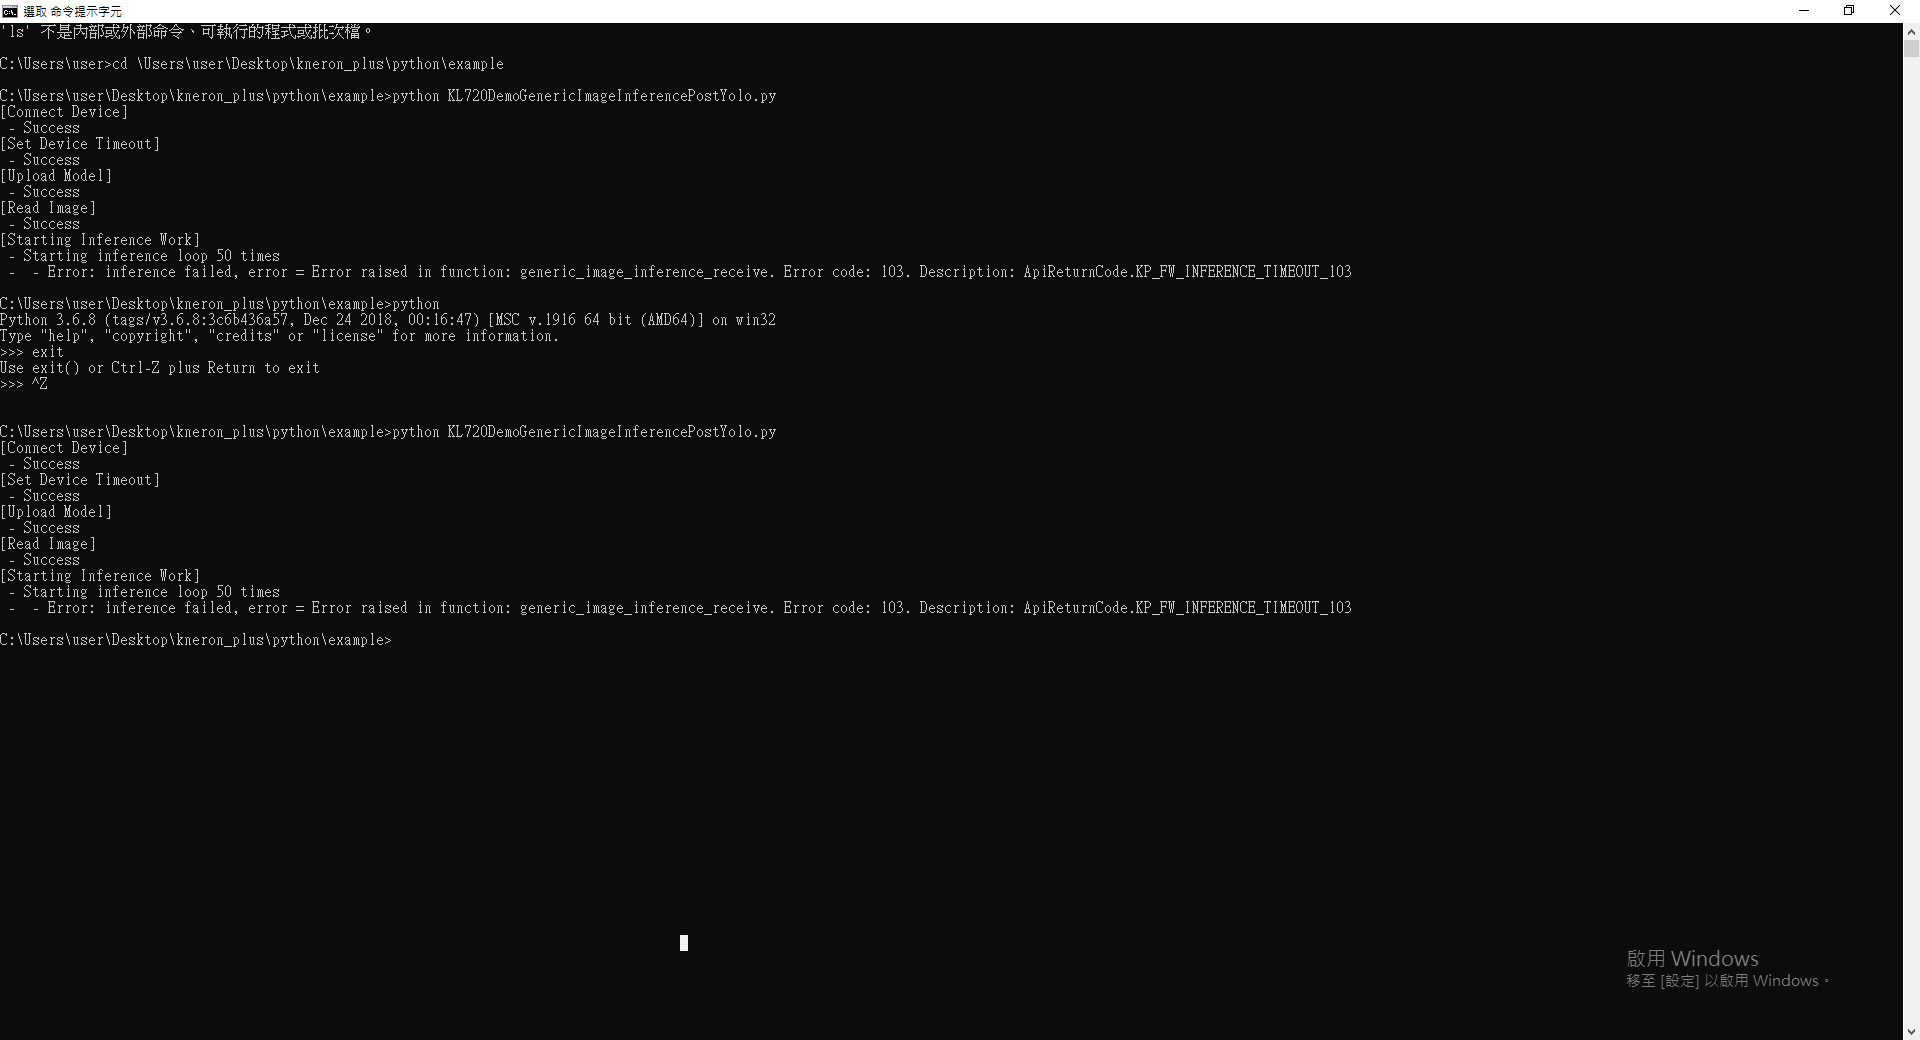 選取 命令提示字元
'ls' 不是內部或外部命令、可執行的程式或批次檔。
C:\Users\user>cd \Users\user\Desktop\kneron_plus\python\example
C:\Users\user\Desktop\kneron_plus\python\example>python KL720DemoGenericImageInferencePostYolo.py
[Connect Device]
 - Success
[Set Device Timeout]
 - Success
[Upload Model]
 - Success
[Read Image]
 - Success
[Starting Inference Work]
 - Starting inference loop 50 times
 -  - Error: inference failed, error = Error raised in function: generic_image_inference_receive. Error code: 103. Description: ApiReturnCode.KP_FW_INFERENCE_TIMEOUT_103
C:\Users\user\Desktop\kneron_plus\python\example>python
Python 3.6.8 (tags/v3.6.8:3c6b436a57, Dec 24 2018, 00:16:47) [MSC v.1916 64 bit (AMD64)] on win32
Type "help", "copyright", "credits" or "license" for more information.
>>> exit
Use exit() or Ctrl-Z plus Return to exit
>>> ^Z
C:\Users\user\Desktop\kneron_plus\python\example>python KL720DemoGenericImageInferencePostYolo.py
[Connect Device]
 - Success
[Set Device Timeout]
 - Success
[Upload Model]
 - Success
[Read Image]
 - Success
[Starting Inference Work]
 - Starting inference loop 50 times
 -  - Error: inference failed, error = Error raised in function: generic_image_inference_receive. Error code: 103. Description: ApiReturnCode.KP_FW_INFERENCE_TIMEOUT_103
C:\Users\user\Desktop\kneron_plus\python\example>
啟用 Windows
移至 [設定] 以啟用 Windows。